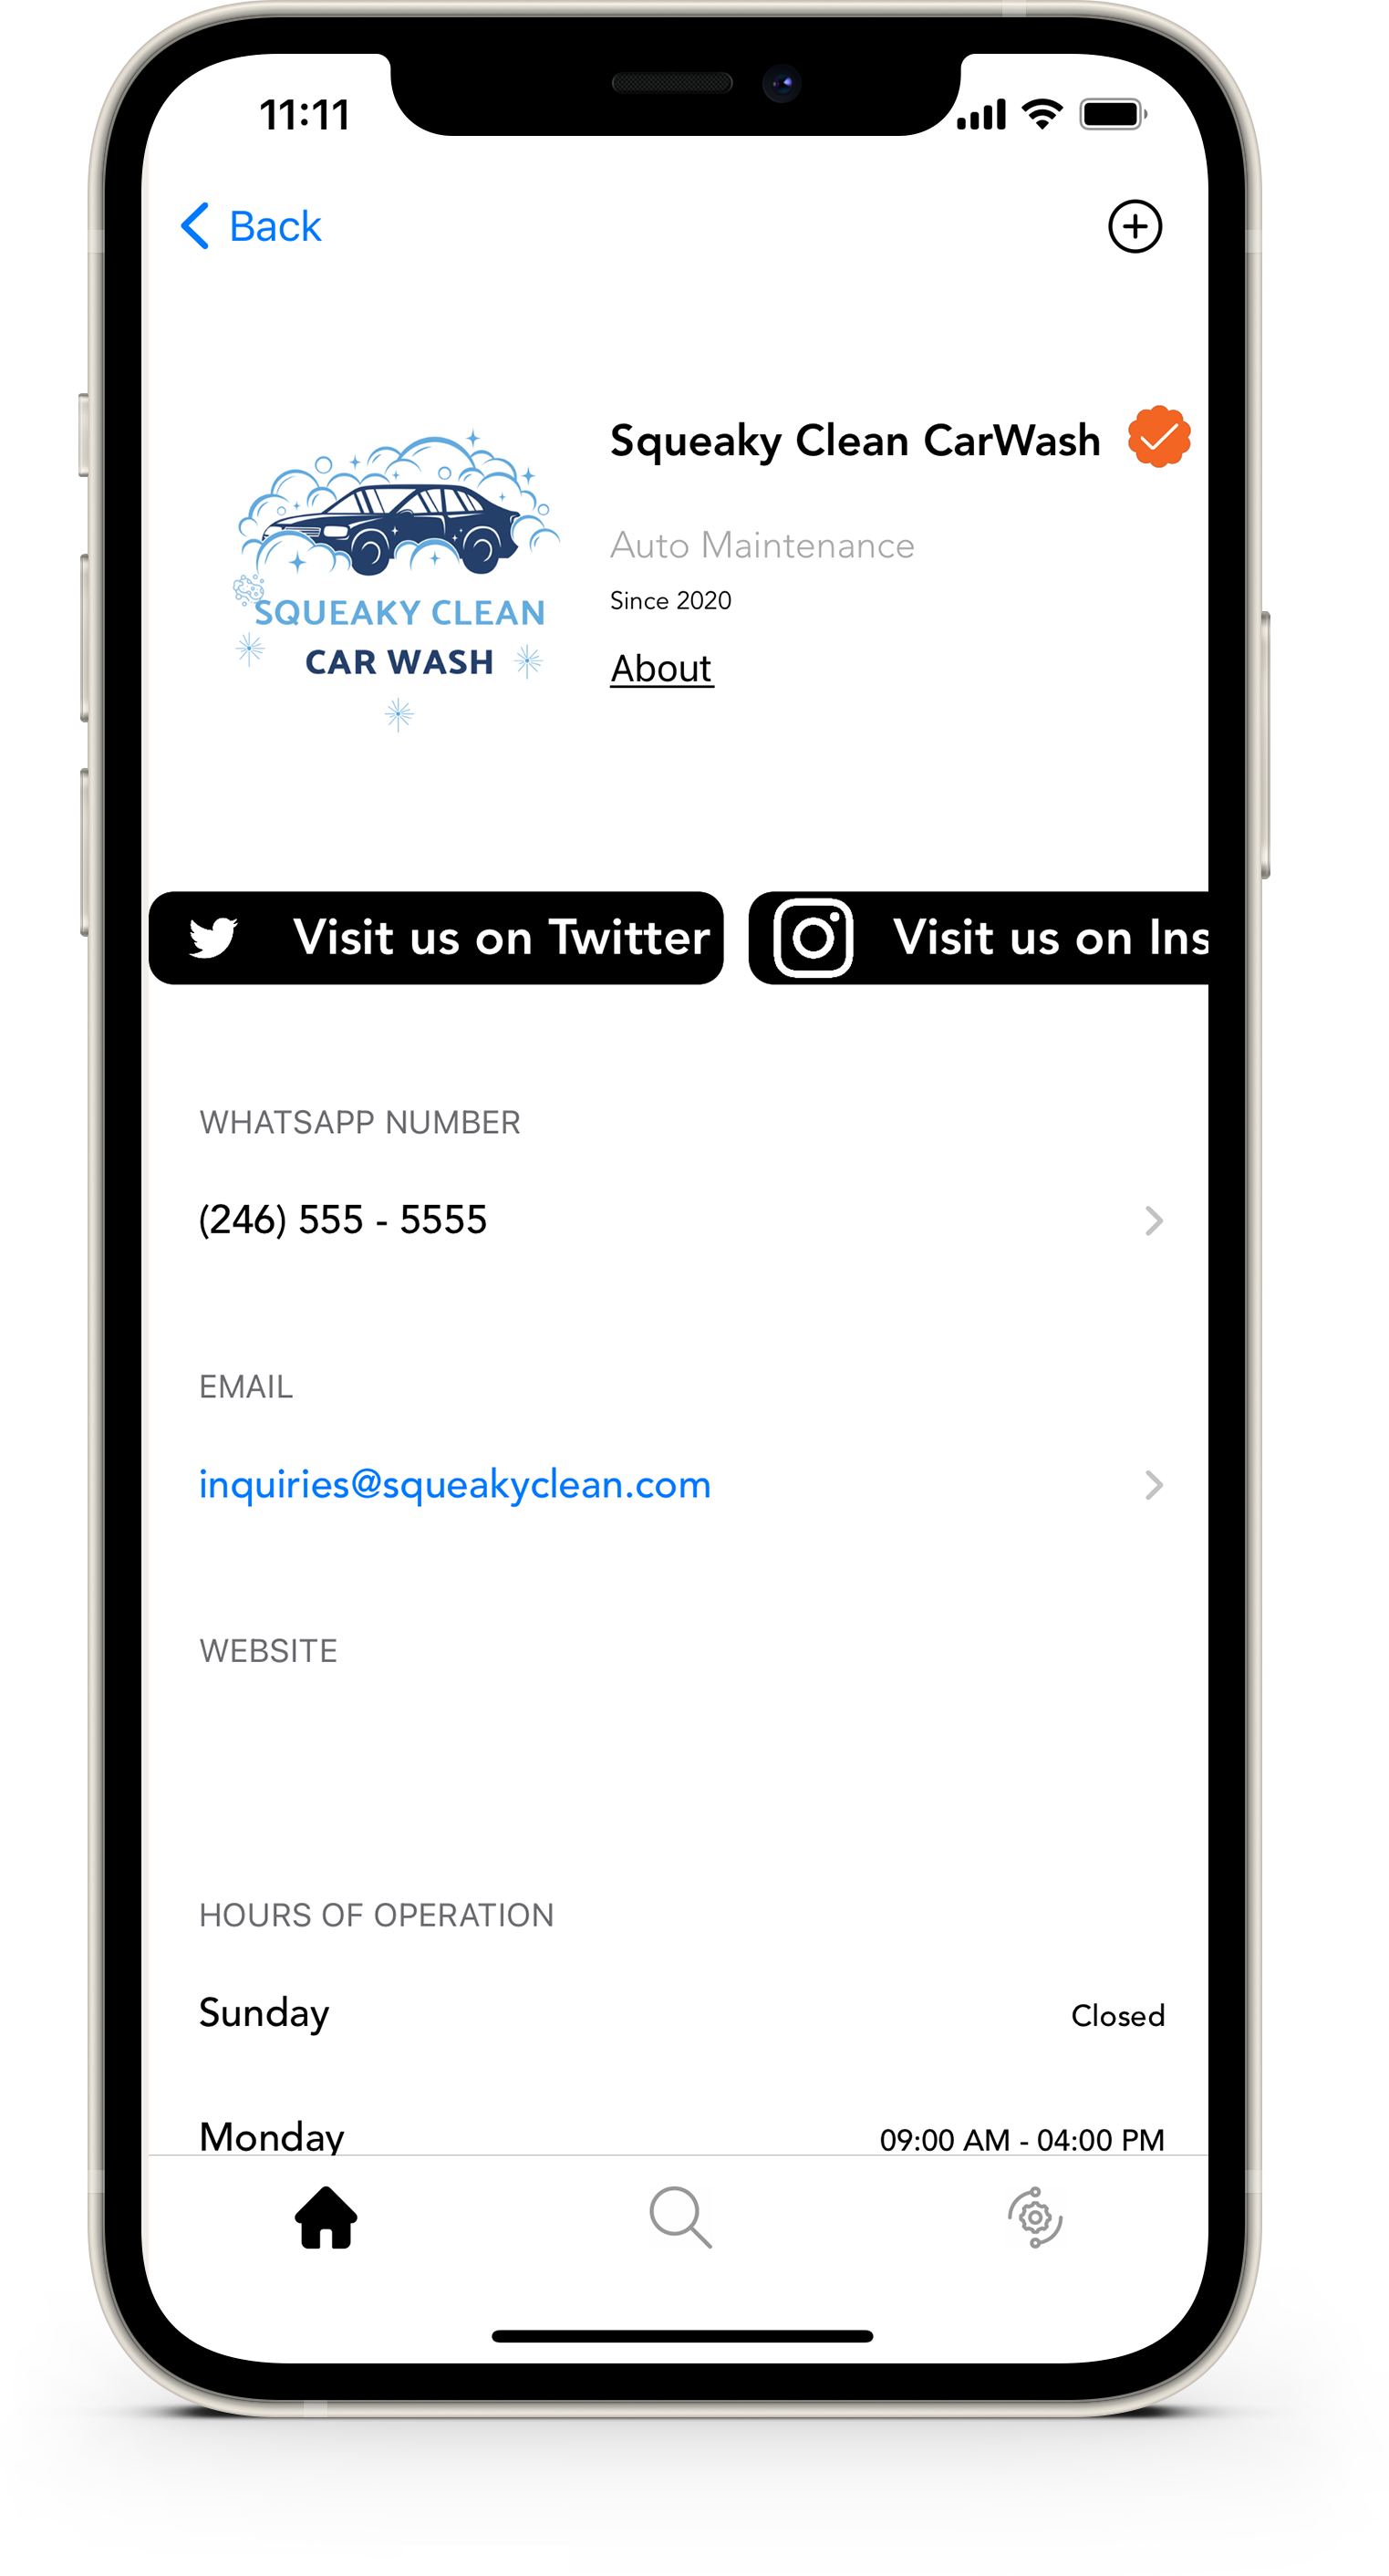 11:11
Back
Squeaky Clean CarWash
Auto Maintenance
Since 2020
About
SQUEAKY CLEAN
CAR WASH
Visit us on Twitter
Visit us on Ins
WHATSAPP NUMBER
(246) 555 - 5555
EMAIL
inquiries@squeakyclean.com
WEBSITE
HOURS OF OPERATION
Sunday Closed
Monday 09:00 AM - 04:00 PM